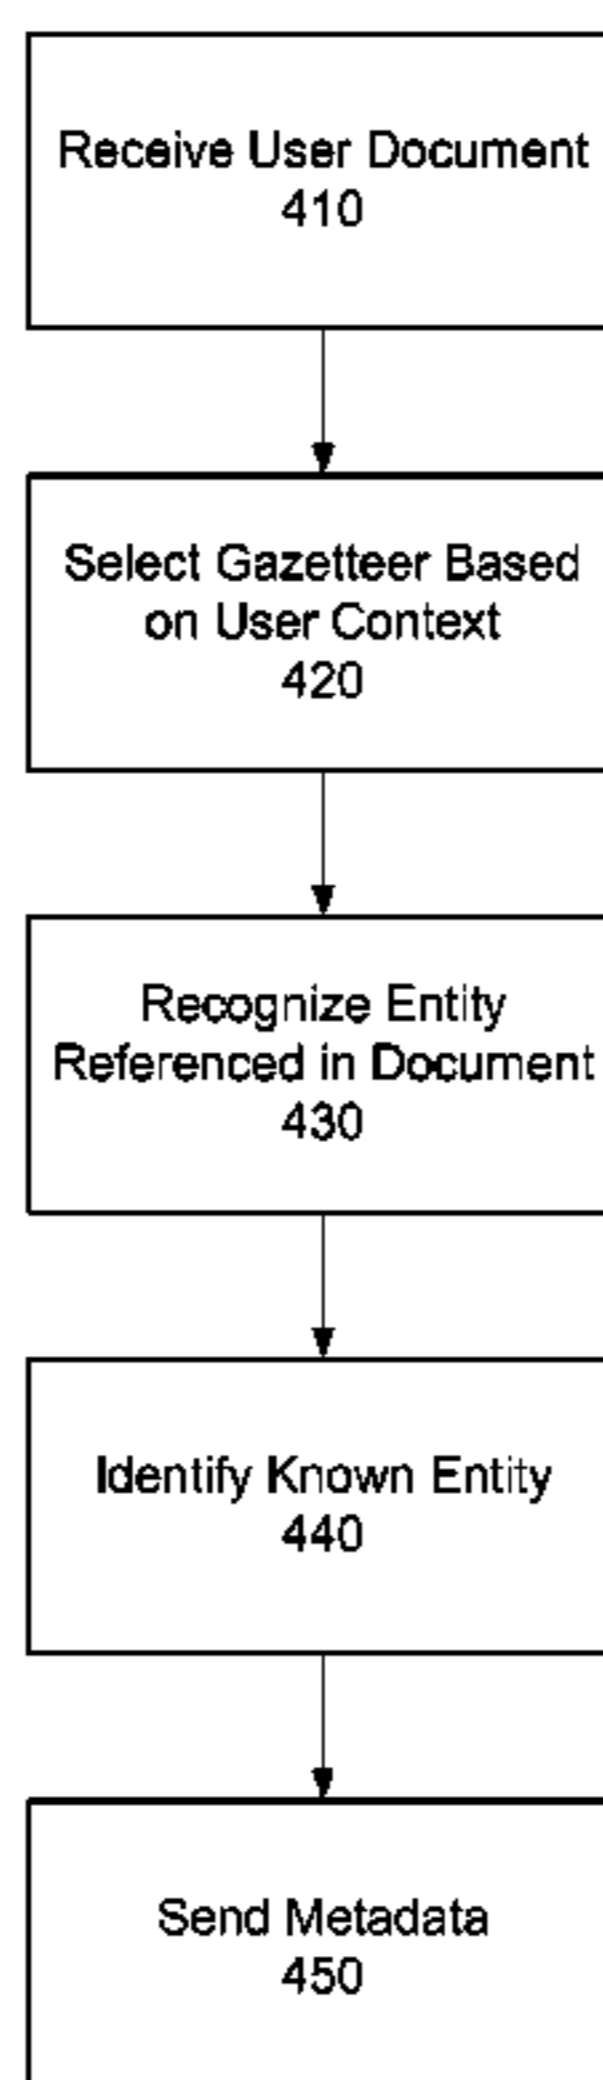 Receive User Document
410
Select Gazetteer Based
on User Context
420
Recognize Entity
Referenced in Document
430
Identify Known Entity
440
Send Metadata
450